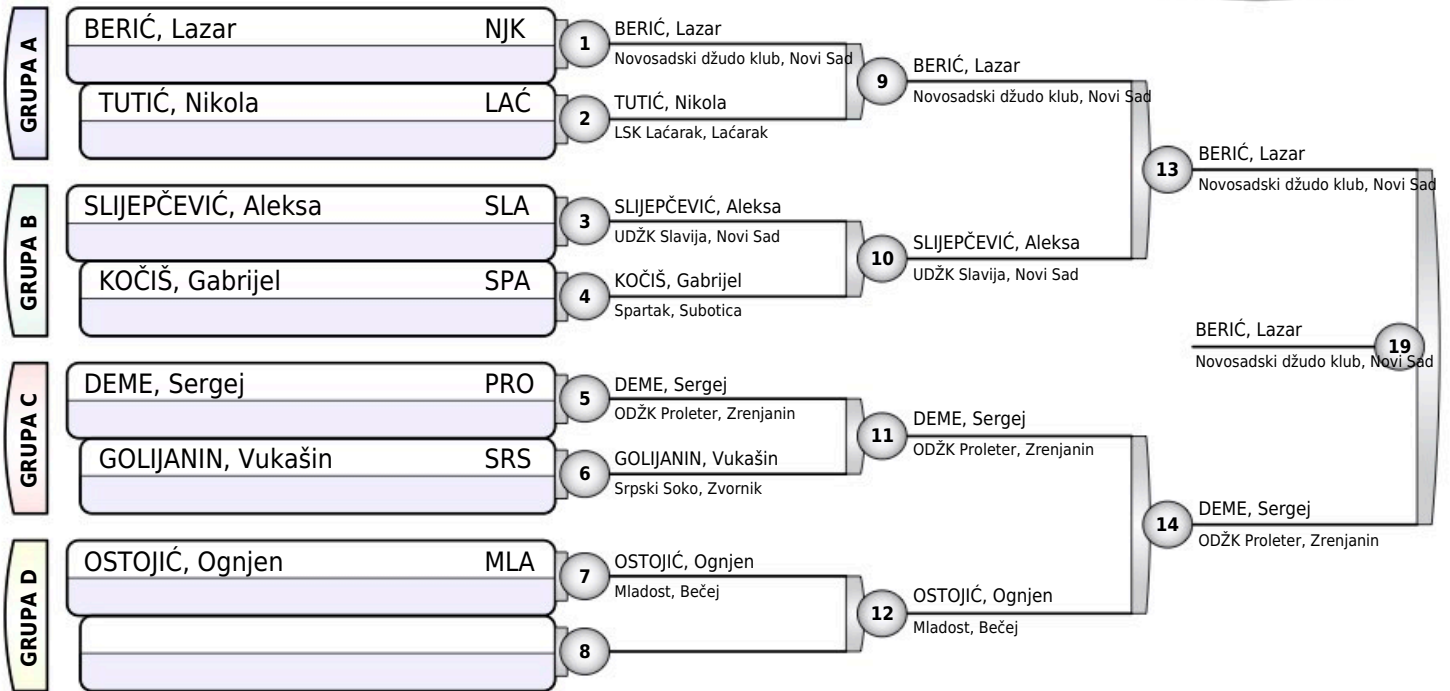 GRUPA A
BERIĆ, Lazar NJK
TUTIĆ, Nikola LAĆ
1
BERIĆ, Lazar
Novosadski džudo klub, Novi Sad
2
TUTIĆ, Nikola
LSK Laćarak, Laćarak
9
BERIĆ, Lazar
Novosadski džudo klub, Novi Sad
GRUPA B
SLIJEPČEVIĆ, Aleksa SLA
KOČIŠ, Gabrijel SPA
3
SLIJEPČEVIĆ, Aleksa
UDŽK Slavija, Novi Sad
4
KOČIŠ, Gabrijel
Spartak, Subotica
10
SLIJEPČEVIĆ, Aleksa
UDŽK Slavija, Novi Sad
13
BERIĆ, Lazar
Novosadski džudo klub, Novi Sad
GRUPA C
DEME, Sergej PRO
GOLIJANIN, Vukašin SRS
5
DEME, Sergej
ODŽK Proleter, Zrenjanin
6
GOLIJANIN, Vukašin
Srpski Soko, Zvornik
11
DEME, Sergej
ODŽK Proleter, Zrenjanin
GRUPA D
OSTOJIĆ, Ognjen MLA
7
OSTOJIĆ, Ognjen
Mladost, Bečej
8
12
OSTOJIĆ, Ognjen
Mladost, Bečej
14
DEME, Sergej
ODŽK Proleter, Zrenjanin
BERIĆ, Lazar
Novosadski džudo klub, Novi Sad
19